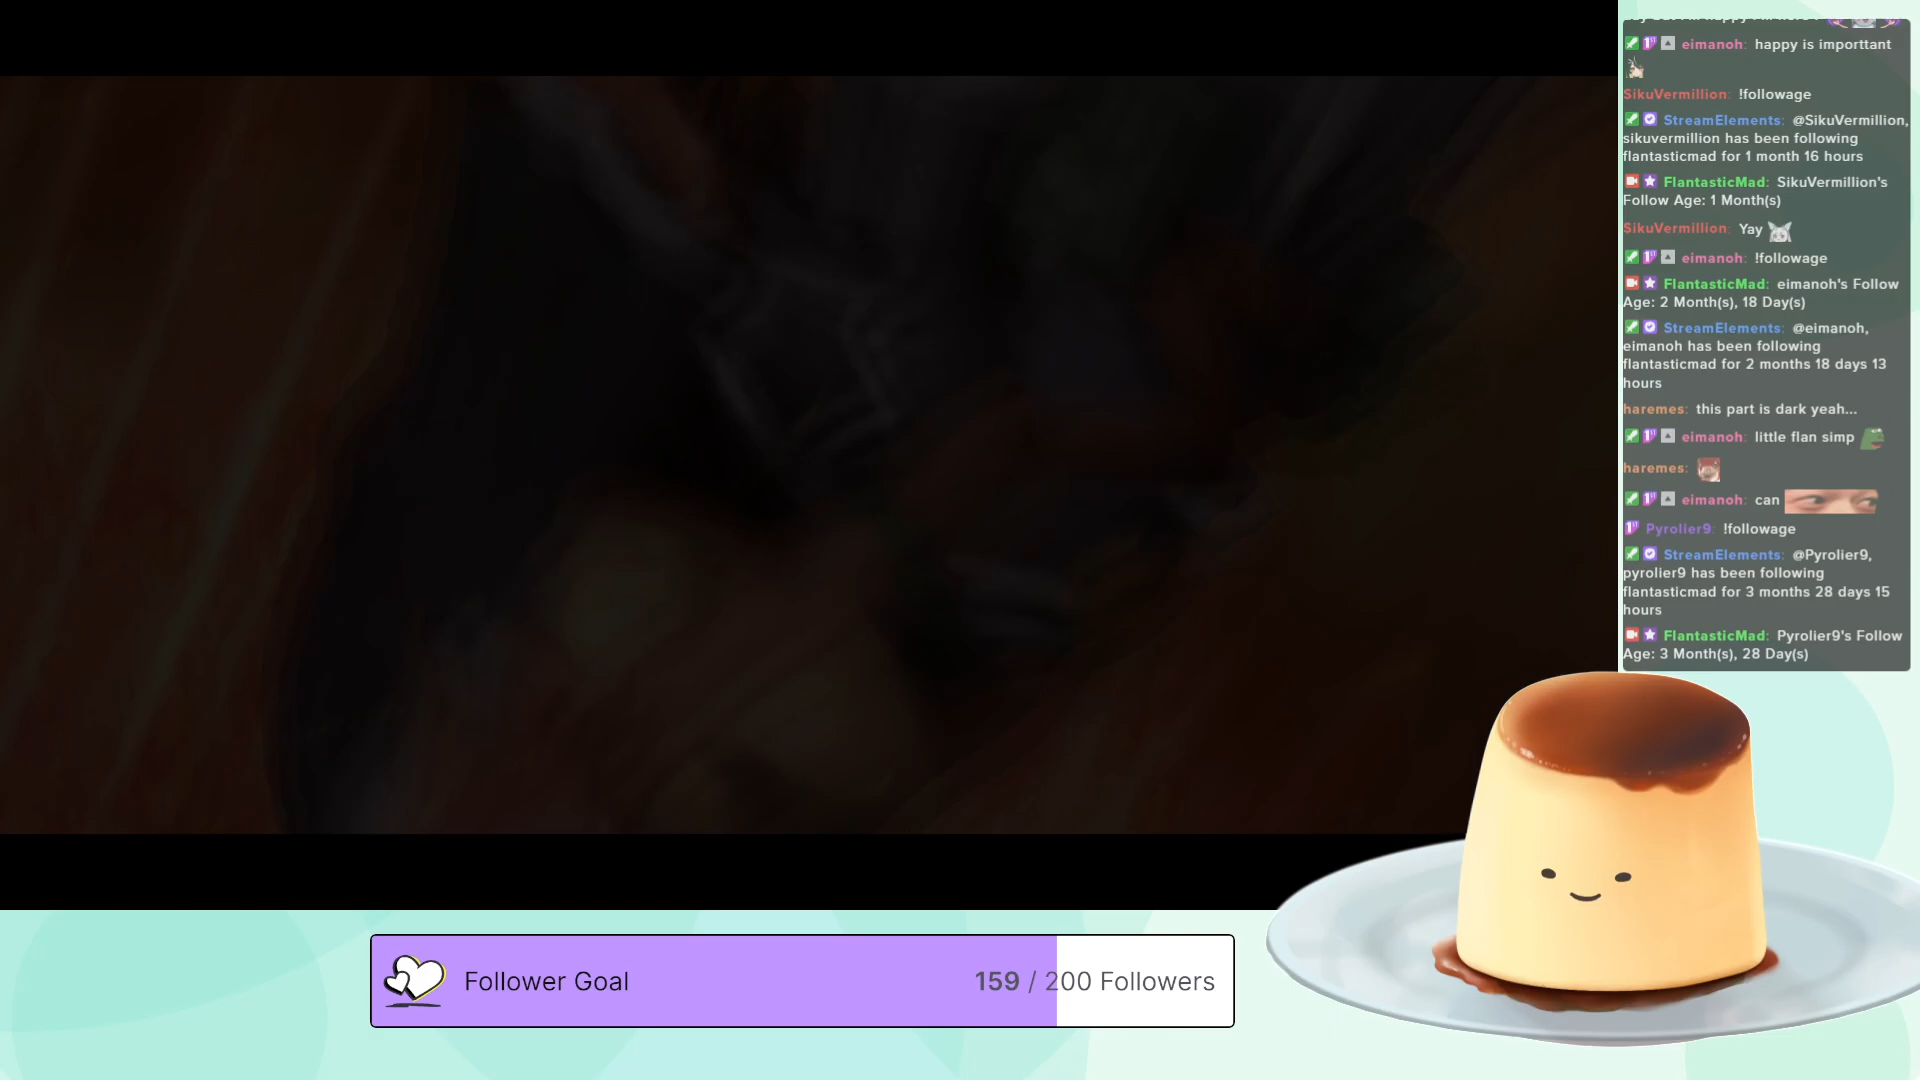 eimanoh: happy is importtant
SikuVermillion: !followage
StreamElements: @SikuVermillion,
sikuvermillion has been following
flantasticmad for 1 month 16 hours
FlantasticMad: SikuVermillion's
Follow Age: 1 Month(s)
SikuVermillion: Yay
eimanoh: !followage
FlantasticMad: eimanoh's Follow
Age: 2 Month(s), 18 Day(s)
StreamElements: @eimanoh,
eimanoh has been following
flantasticmad for 2 months 18 days 13
hours
haremes: this part is dark yeah...
eimanoh: little flan simp
haremes:
eimanoh: can
Pyrolier9: !followage
StreamElements: @Pyrolier9,
pyrolier9 has been following
flantasticmad for 3 months 28 days 15
hours
FlantasticMad: Pyrolier9's Follow
Age: 3 Month(s), 28 Day(s)
Follower Goal
159 / 200 Followers